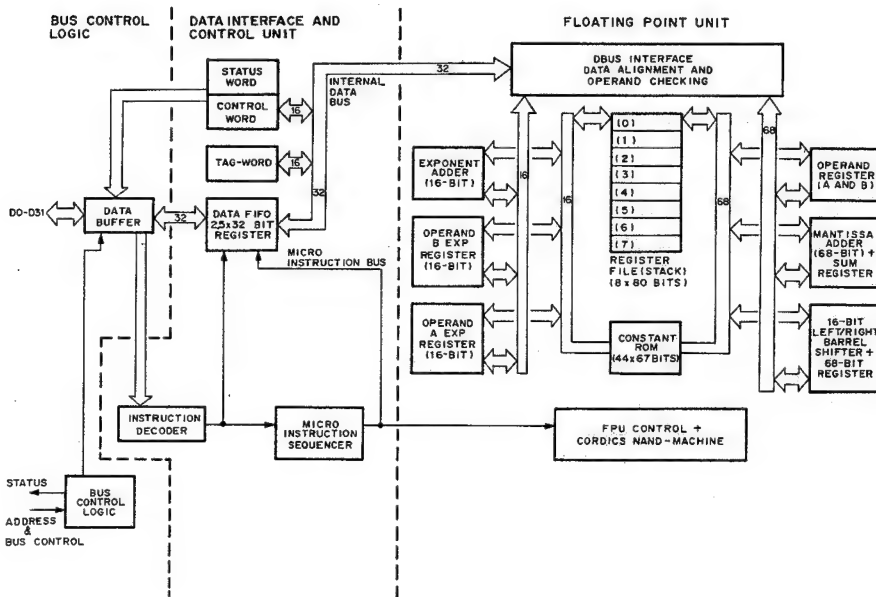 BUS CONTROL
LOGIC
DATA INTERFACE AND
CONTROL UNIT
FLOATING POINT UNIT
STATUS
WORD
CONTROL
WORD
16
TAG-WORD
16
INTERNAL
DATA
BUS
32
32
DBUS INTERFACE
DATA ALIGNMENT AND
OPERAND CHECKING
DO-D31
DATA
BUFFER
32
DATA FIFO
2,5x32 BIT
REGISTER
MICRO
INSTRUCTION BUS
EXPONENT
ADDER
(16-BIT)
OPERAND
B EXP
REGISTER
(16-BIT)
OPERAND
A EXP
REGISTER
(16-BIT)
16
16
(0)
(1)
(2)
(3)
(4)
(5)
(6)
(7)
REGISTER
FILE (STACK)
(8 x 80 BITS)
CONSTANT
ROM
(44x67BITS)
68
68
OPERAND
REGISTER
(A AND B)
MANTISSA
ADDER
(68-BIT) +
SUM
REGISTER
16-BIT
LEFT/RIGHT
BARREL
SHIFTER +
68-BIT
REGISTER
INSTRUCTION
DECODER
MICRO
INSTRUCTION
SEQUENCER
FPU CONTROL +
CORDICS NAND-MACHINE
STATUS
ADDRESS
&
BUS CONTROL
BUS
CONTROL
LOGIC